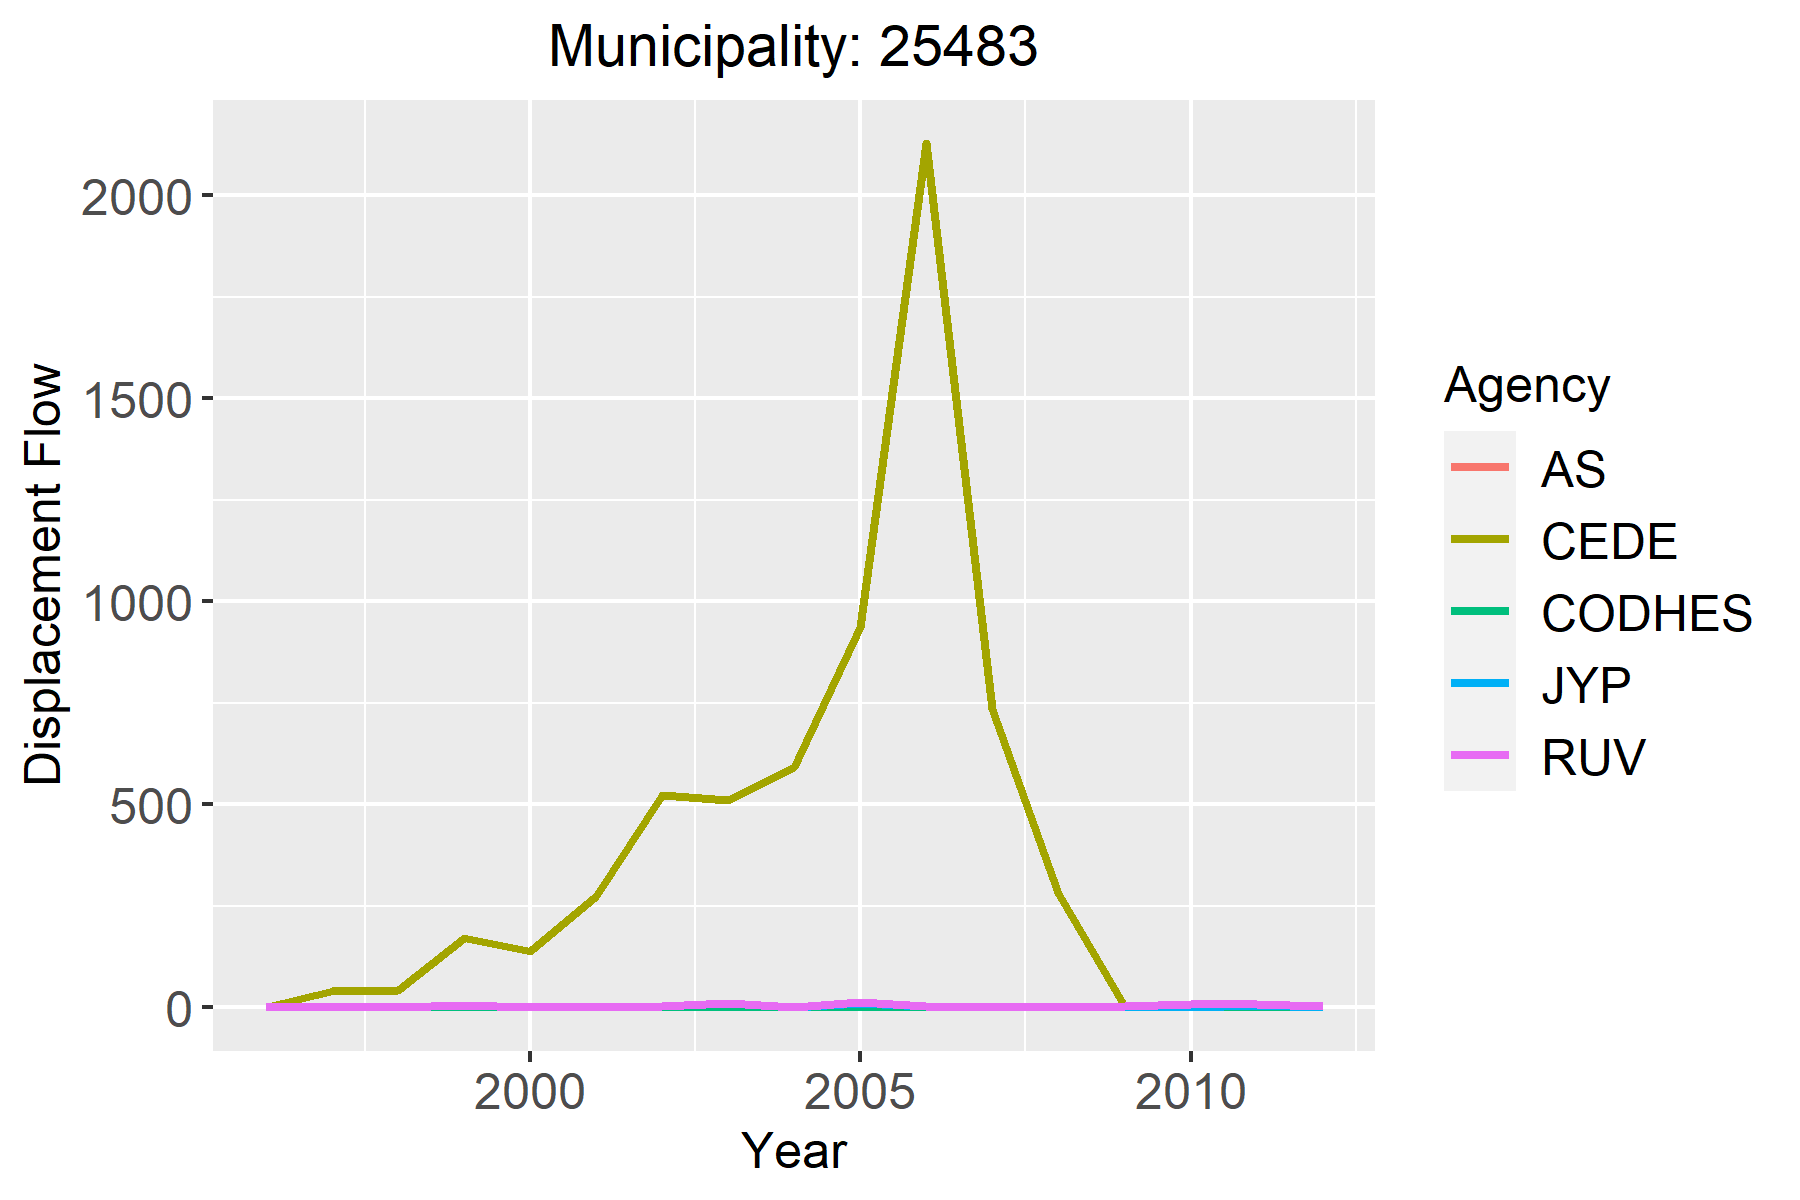 Municipality: 25483
Displacement Flow
2000
1500
1000
500
0
2000 2005 2010
Year
Agency
AS
CEDE
CODHES
JYP
RUV